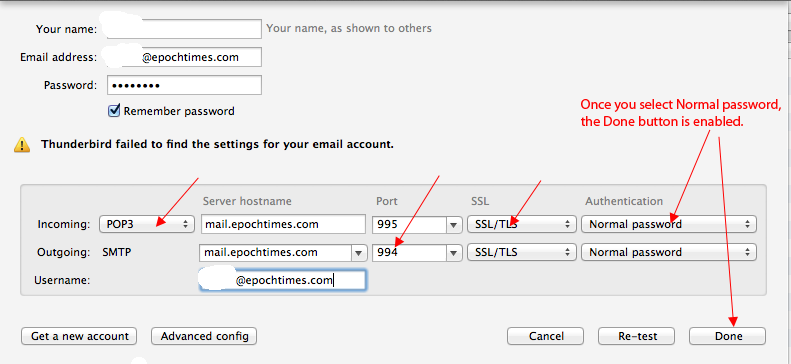 Your name: Your name, as shown to others
Email address: @epochtimes.com
Password: ••••••••
Remember password
Once you select Normal password,
the Done button is enabled.
Thunderbird failed to find the settings for your email account.
Server hostname Port SSL Authentication
Incoming: POP3 mail.epochtimes.com 995 SSL/TLS Normal password
Outgoing: SMTP mail.epochtimes.com 994 SSL/TLS Normal password
Username: @epochtimes.com
Get a new account Advanced config Cancel Re-test Done